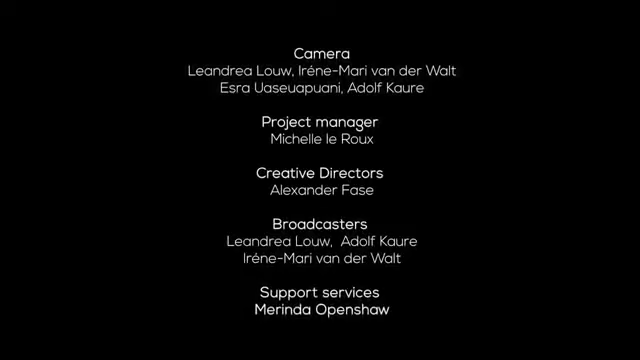 Camera
Leandrea Louw, Iréne-Mari van der Walt
Esra Uaseuapuani, Adolf Kaure
Project manager
Michelle le Roux
Creative Directors
Alexander Fase
Broadcasters
Leandrea Louw, Adolf Kaure
Iréne-Mari van der Walt
Support services
Merinda Openshaw